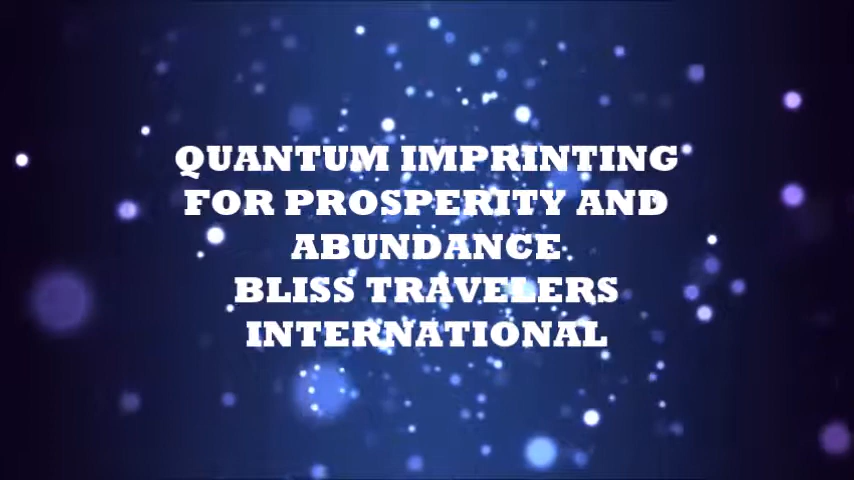 QUANTUM IMPRINTING
FOR PROSPERITY AND
ABUNDANCE
BLISS TRAVELERS
INTERNATIONAL